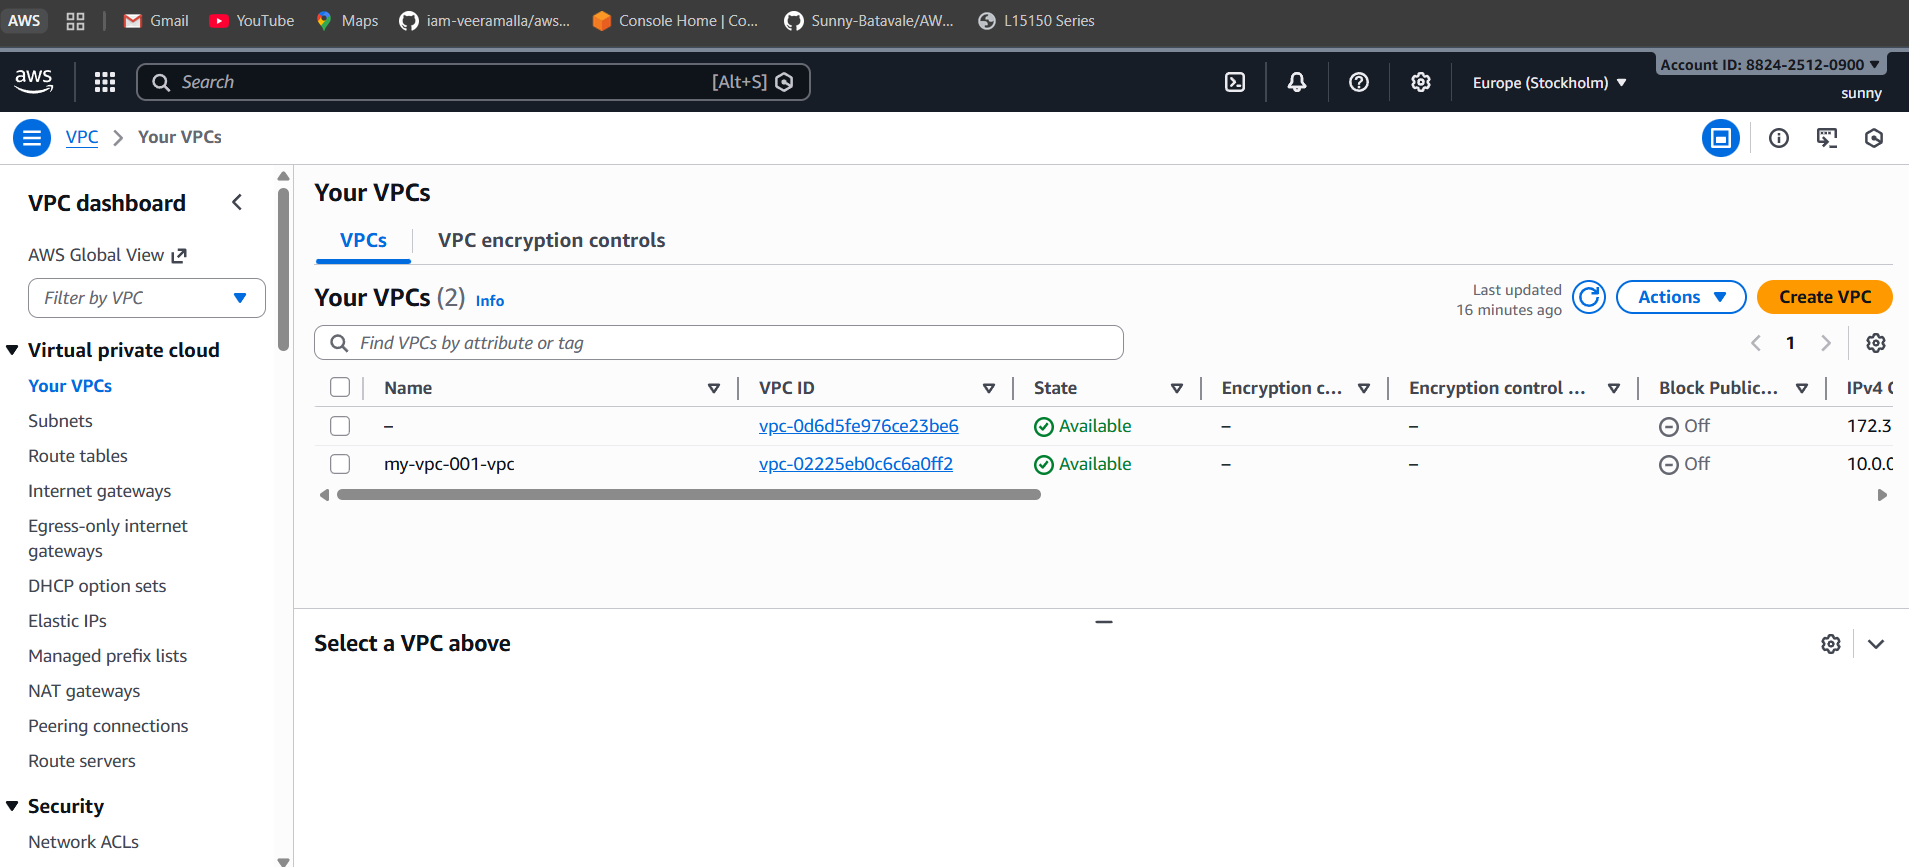 AWS Gmail YouTube Maps iam-veeramalla/aws... Console Home | Co... Sunny-Batavale/AW... L15150 Series
aws Search [Alt+S] Europe (Stockholm) Account ID: 8824-2512-0900
sunny
VPC Your VPCs
VPC dashboard
AWS Global View
Filter by VPC
Virtual private cloud
Your VPCs
Subnets
Route tables
Internet gateways
Egress-only internet
gateways
DHCP option sets
Elastic IPs
Managed prefix lists
NAT gateways
Peering connections
Route servers
Security
Network ACLs
Your VPCs
VPCs VPC encryption controls
Your VPCs (2) Info
Last updated
16 minutes ago
Actions Create VPC
Find VPCs by attribute or tag
1
Name VPC ID State Encryption c... Encryption control ... Block Public... IPv4 C
– vpc-0d6d5fe976ce23be6 Available – – Off 172.3
my-vpc-001-vpc vpc-02225eb0c6c6a0ff2 Available – – Off 10.0.0
Select a VPC above